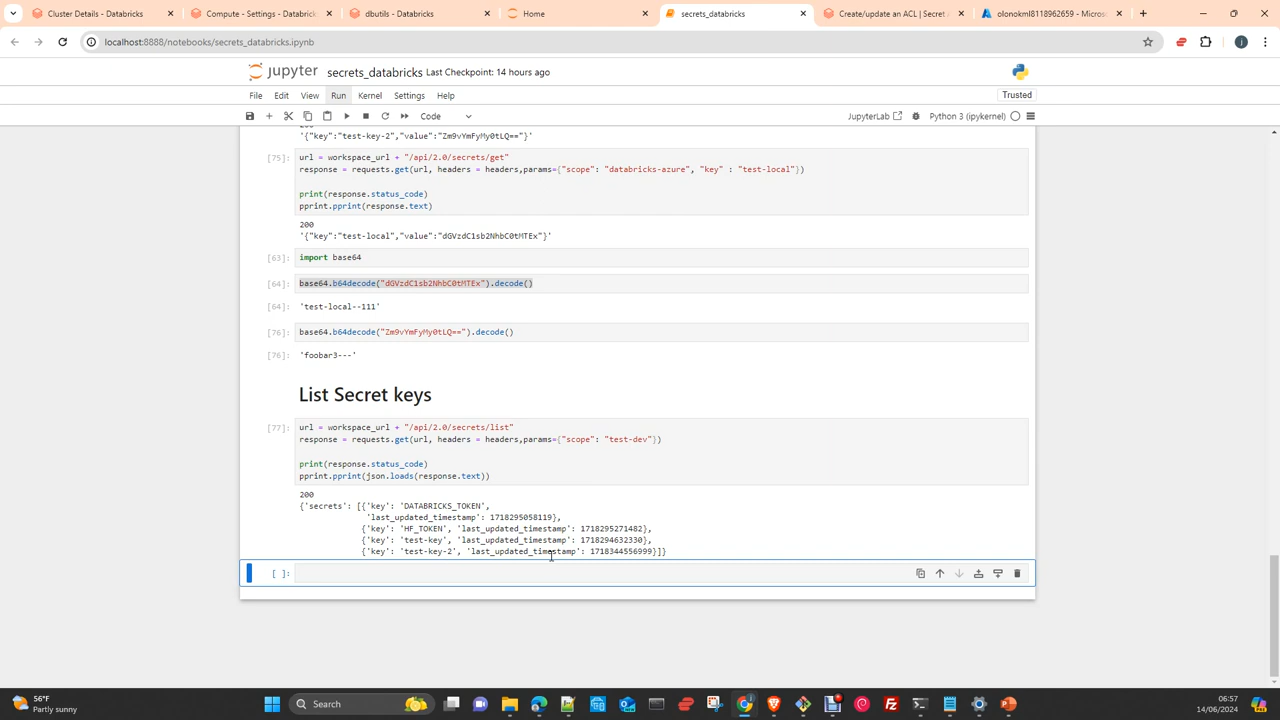 Cluster Details - Databricks
Compute - Settings - Databrick
dbutils - Databricks
Home
secrets_databricks
Create/update an ACL | Secret
olonokml8118962659 - Micros
localhost:8888/notebooks/secrets_databricks.ipynb
jupyter secrets_databricks Last Checkpoint: 14 hours ago
File Edit View Run Kernel Settings Help
Trusted
Code
JupyterLab
Python 3 (ipykernel)
200
'{"key":"test-key-2","value":"Zm9vYmFyMy0tLQ=="}'
[75]: url = workspace_url + "/api/2.0/secrets/get"
response = requests.get(url, headers = headers,params={"scope": "databricks-azure", "key" : "test-local"})
print(response.status_code)
pprint.pprint(response.text)
200
'{"key":"test-local","value":"dGVzdC1sb2NhbC0tMTEx"}'
[63]: import base64
[64]: base64.b64decode("dGVzdC1sb2NhbC0tMTEx").decode()
[64]: 'test-local--111'
[76]: base64.b64decode("Zm9vYmFyMy0tLQ==").decode()
[76]: 'foobar3---'
List Secret keys
[77]: url = workspace_url + "/api/2.0/secrets/list"
response = requests.get(url, headers = headers,params={"scope": "test-dev"})
print(response.status_code)
pprint.pprint(json.loads(response.text))
200
{'secrets': [{'key': 'DATABRICKS_TOKEN',
'last_updated_timestamp': 1718295058119},
{'key': 'HF_TOKEN', 'last_updated_timestamp': 1718295271482},
{'key': 'test-key', 'last_updated_timestamp': 1718294632330},
{'key': 'test-key-2', 'last_updated_timestamp': 1718344556999}]}
[ ]:
56°F
Partly sunny
Search
06:57
14/06/2024